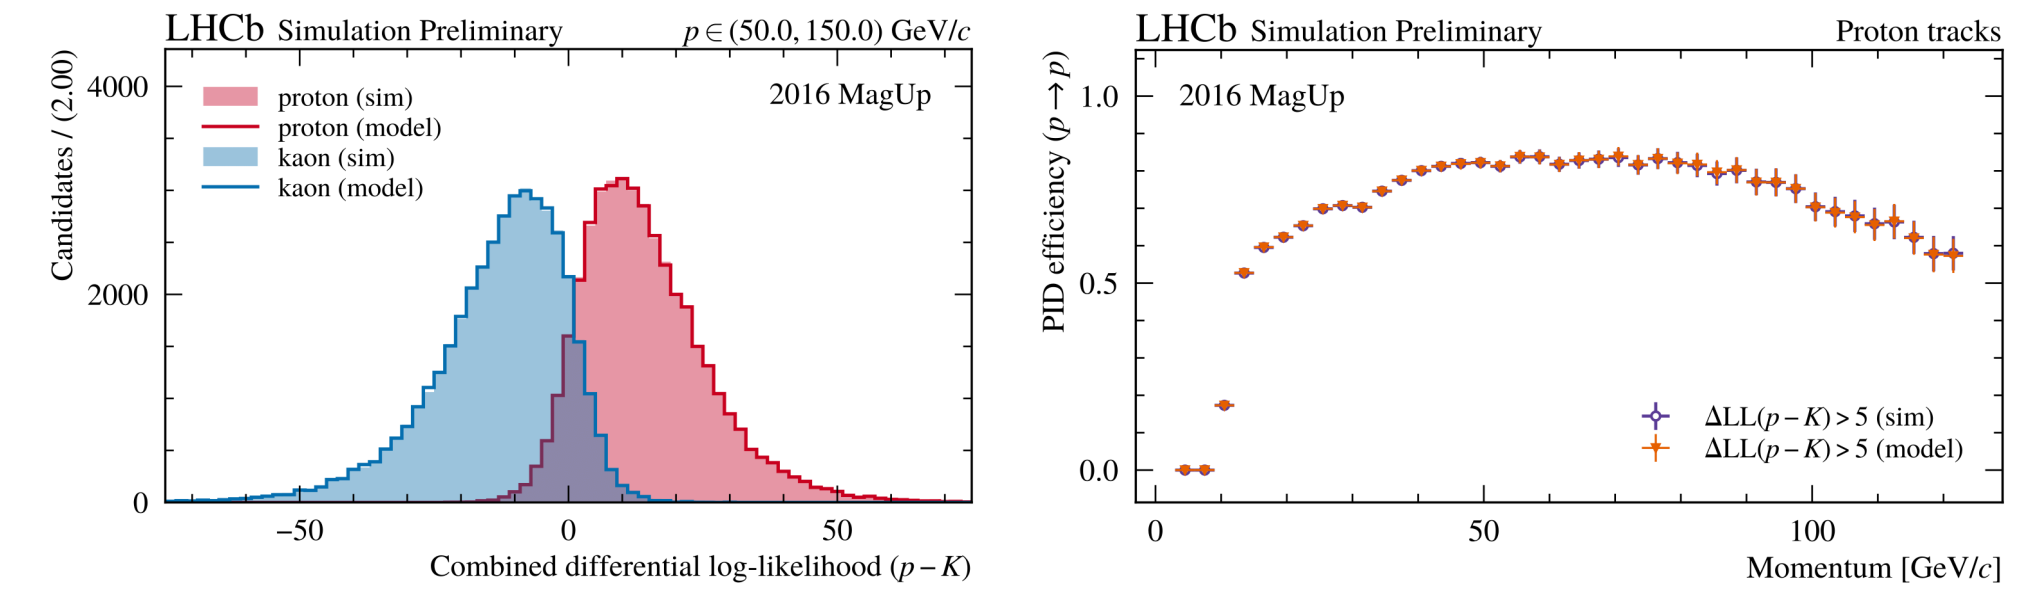 LHCb Simulation Preliminary p ∈ (50.0, 150.0) GeV/c
Candidates / (2.00)
4000
2000
0
proton (sim)
proton (model)
kaon (sim)
kaon (model)
2016 MagUp
−50 0 50
Combined differential log-likelihood (p − K)
LHCb Simulation Preliminary Proton tracks
PID efficiency (p → p)
1.0
0.5
0.0
2016 MagUp
ΔLL(p − K) > 5 (sim)
ΔLL(p − K) > 5 (model)
0 50 100
Momentum [GeV/c]